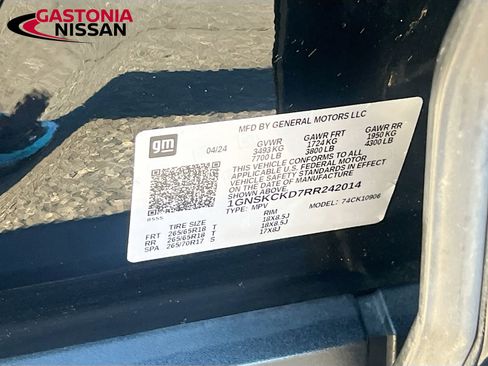 GASTONIA
NISSAN
gm
04/24
MFD BY GENERAL MOTORS LLC
GVWR GAWR FRT GAWR RR
3493 KG 1724 KG 1950 KG
7700 LB 3800 LB 4300 LB
THIS VEHICLE CONFORMS TO ALL
APPLICABLE U.S. FEDERAL MOTOR
VEHICLE SAFETY STANDARDS IN
EFFECT ON THE DATE OF MANUFACTURE
SHOWN ABOVE.
1GNSKCKD7RR242014
TYPE: MPV MODEL: 74CK10906
TIRE SIZE RIM
FRT 265/65R18 T 18X8.5J
RR 265/65R18 T 18X8.5J
SPA 265/70R17 S 17X8J